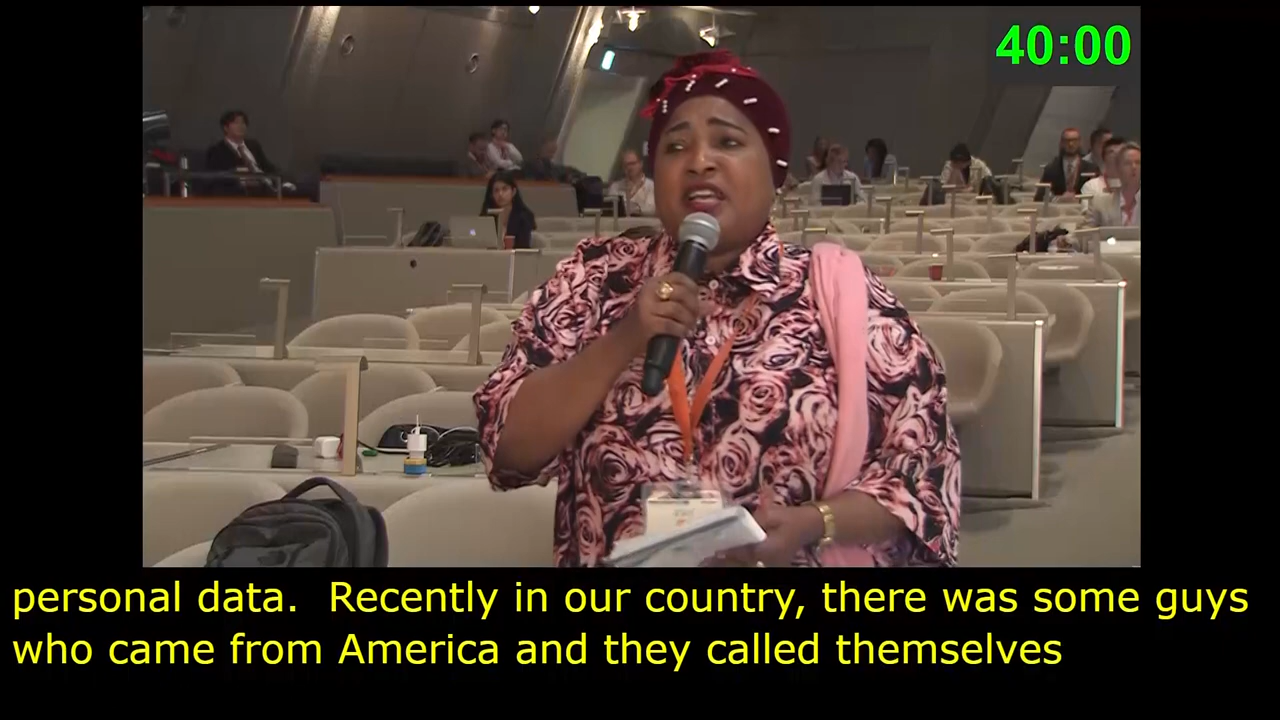 40:00
personal data.  Recently in our country, there was some guys
who came from America and they called themselves